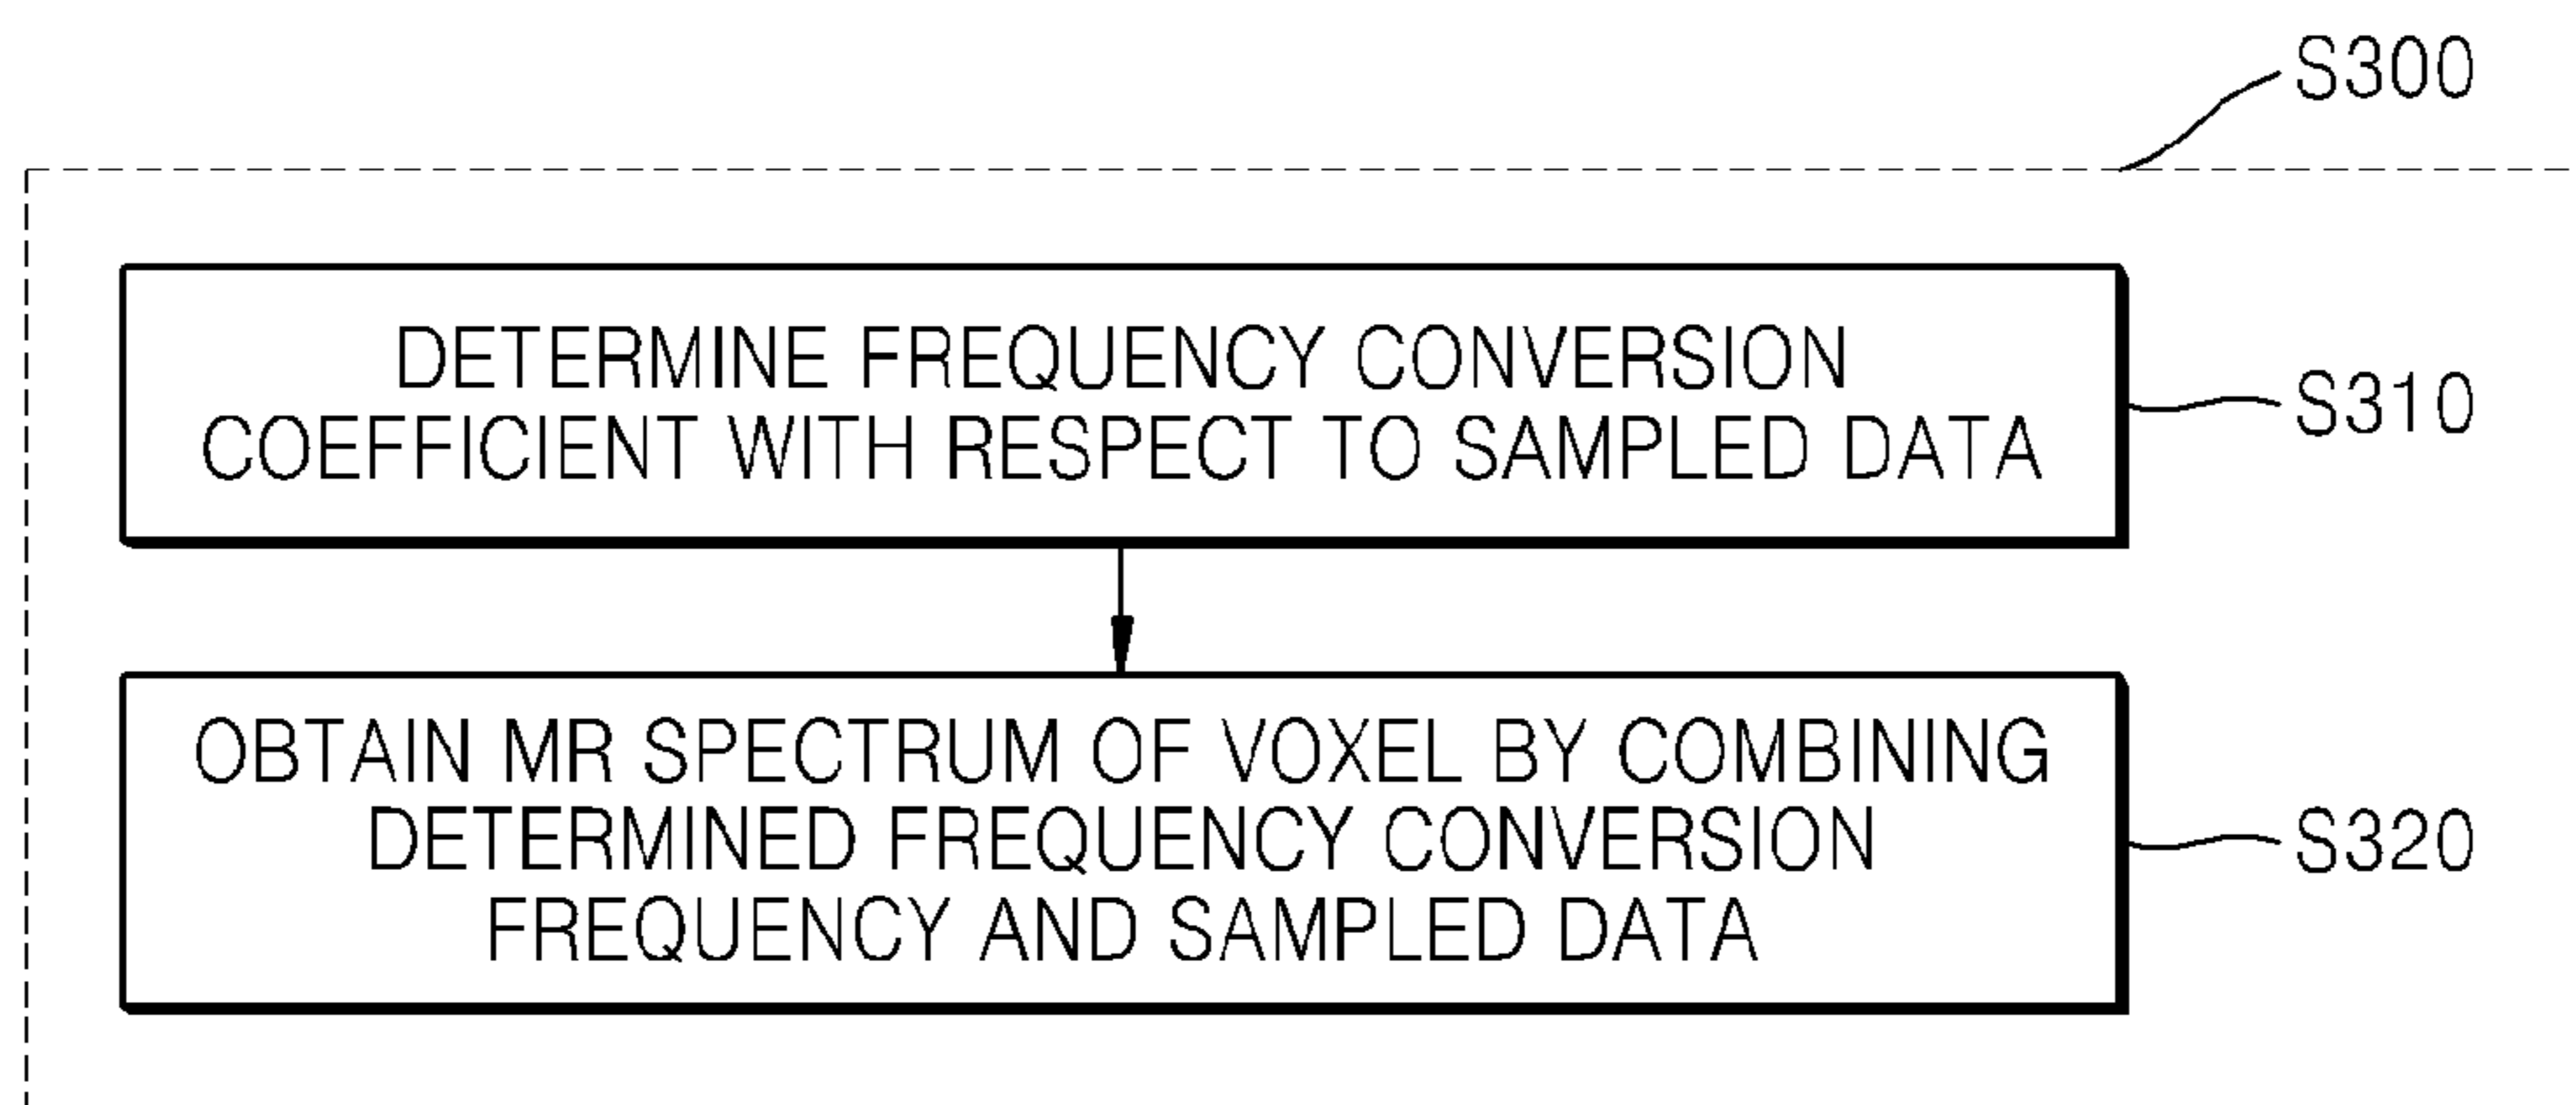 S300
DETERMINE FREQUENCY CONVERSION
COEFFICIENT WITH RESPECT TO SAMPLED DATA
S310
OBTAIN MR SPECTRUM OF VOXEL BY COMBINING
DETERMINED FREQUENCY CONVERSION
FREQUENCY AND SAMPLED DATA
S320